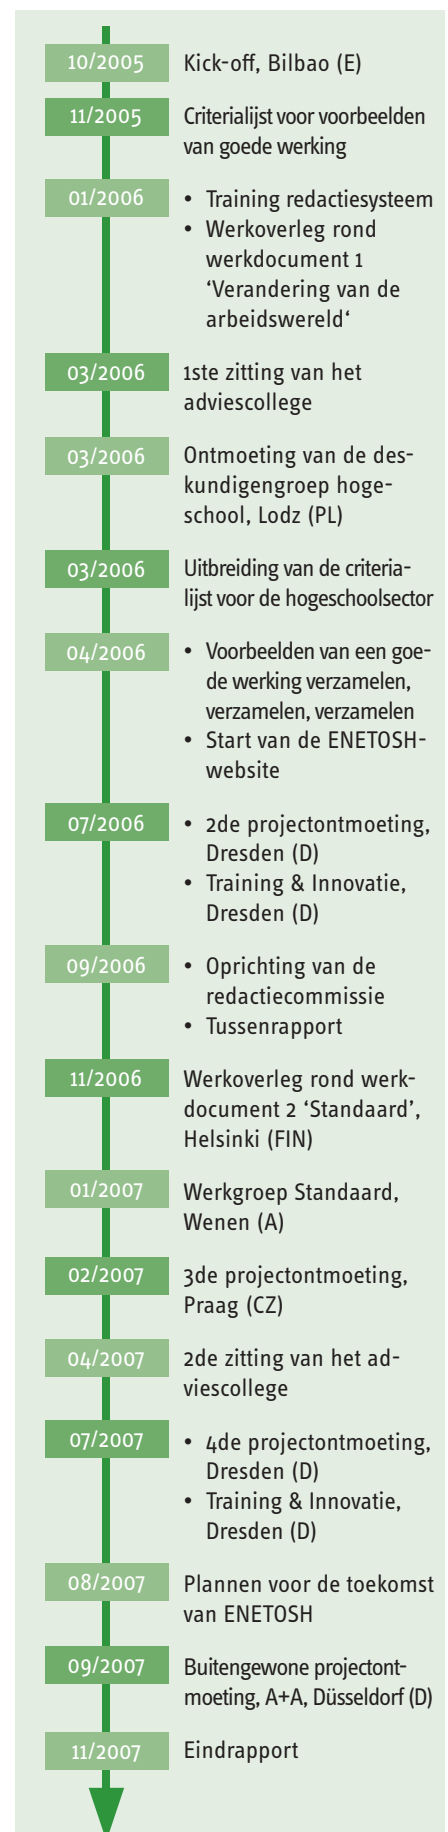 10/2005 Kick-off, Bilbao (E)
11/2005 Criterialijst voor voorbeelden
van goede werking
01/2006 • Training redactiesysteem
• Werkoverleg rond
werkdocument 1
‘Verandering van de
arbeidswereld‘
03/2006 1ste zitting van het
adviescollege
03/2006 Ontmoeting van de des-
kundigengroep hoge-
school, Lodz (PL)
03/2006 Uitbreiding van de criteria-
lijst voor de hogeschoolsector
04/2006 • Voorbeelden van een goe-
de werking verzamelen,
verzamelen, verzamelen
• Start van de ENETOSH-
website
07/2006 • 2de projectontmoeting,
Dresden (D)
• Training & Innovatie,
Dresden (D)
09/2006 • Oprichting van de
redactiecommissie
• Tussenrapport
11/2006 Werkoverleg rond werk-
document 2 ‘Standaard’,
Helsinki (FIN)
01/2007 Werkgroep Standaard,
Wenen (A)
02/2007 3de projectontmoeting,
Praag (CZ)
04/2007 2de zitting van het ad-
viescollege
07/2007 • 4de projectontmoeting,
Dresden (D)
• Training & Innovatie,
Dresden (D)
08/2007 Plannen voor de toekomst
van ENETOSH
09/2007 Buitengewone projectont-
moeting, A+A, Düsseldorf (D)
11/2007 Eindrapport